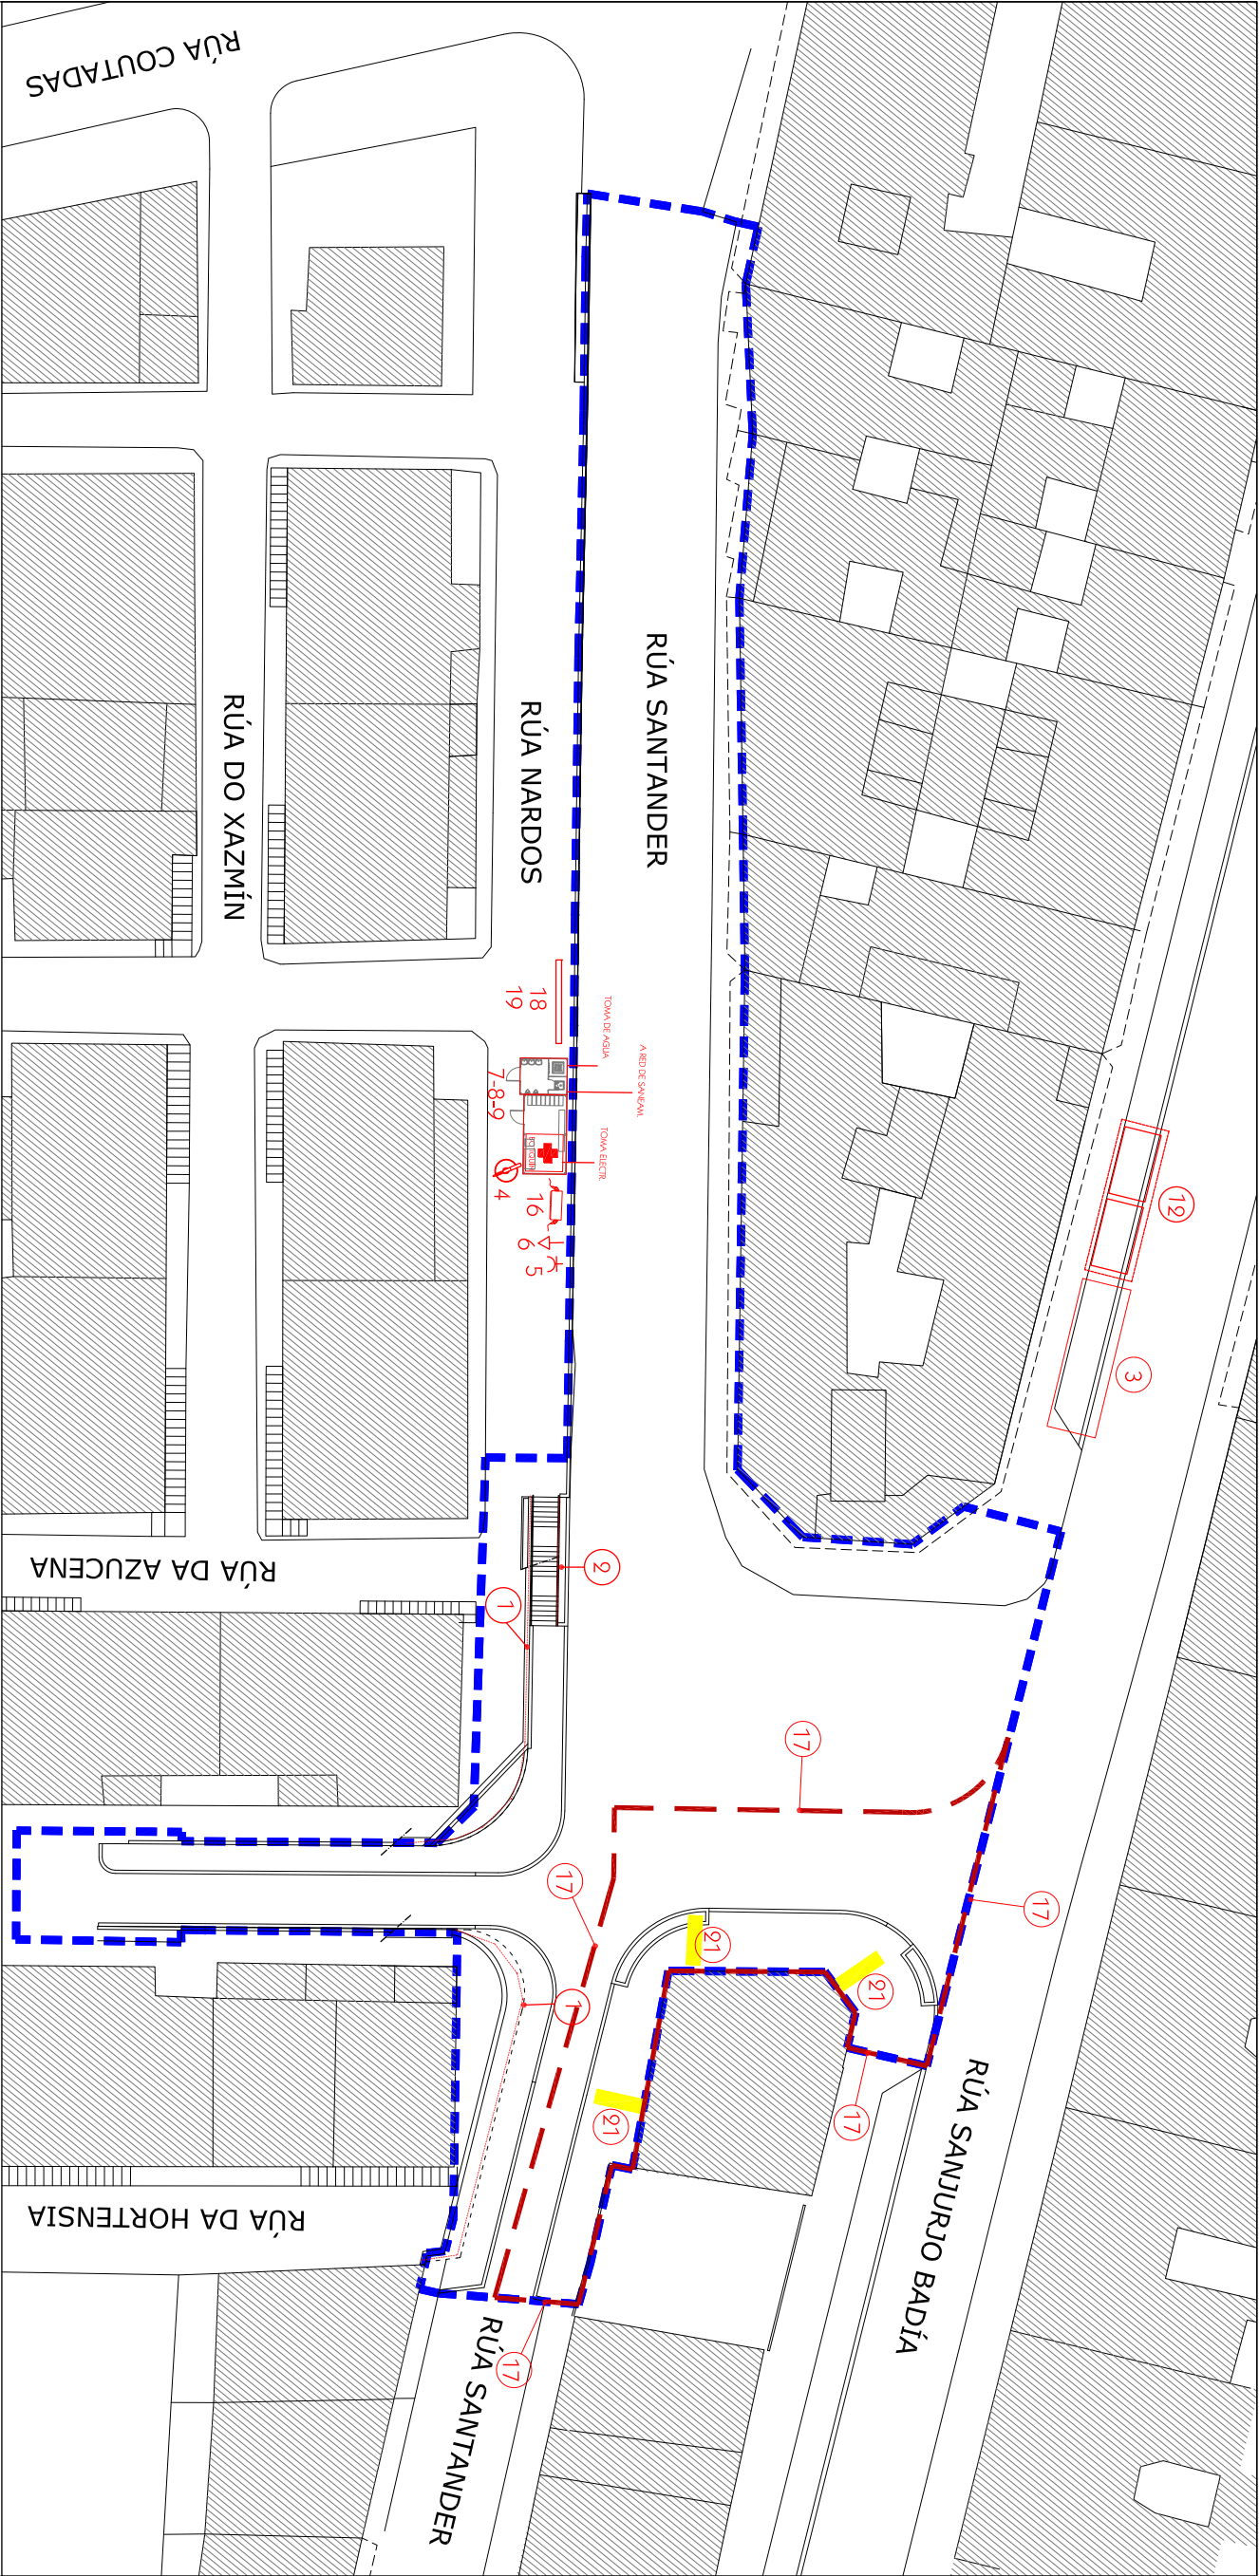 RÚA COUTADAS
RÚA SANTANDER
RÚA NARDOS
RÚA DO XAZMÍN
18
19
TOMA DE AGUA
A RED DE SANEAM.
TOMA ELECTR.
7-8-9
BOTIQUIN
4
16
6
5
12
3
RÚA DA AZUCENA
2
1
17
17
17
21
21
1
21
17
RÚA SANJURJO BADÍA
RÚA DA HORTENSIA
17
RÚA SANTANDER